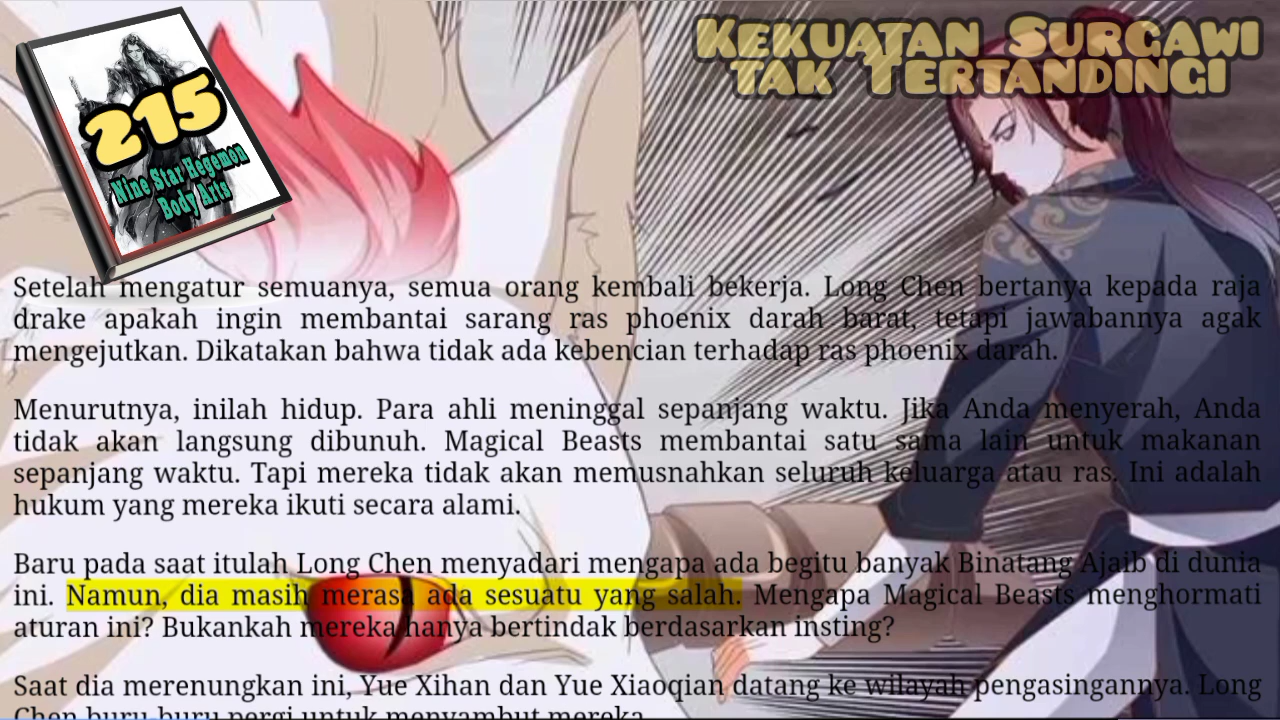 215
Nine Star Hegemon
Body Arts
Kekuatan Surgawi
tak Tertandingi
Setelah mengatur semuanya, semua orang kembali bekerja. Long Chen bertanya kepada raja
drake apakah ingin membantai sarang ras phoenix darah barat, tetapi jawabannya agak
mengejutkan. Dikatakan bahwa tidak ada kebencian terhadap ras phoenix darah.
Menurutnya, inilah hidup. Para ahli meninggal sepanjang waktu. Jika Anda menyerah, Anda
tidak akan langsung dibunuh. Magical Beasts membantai satu sama lain untuk makanan
sepanjang waktu. Tapi mereka tidak akan memusnahkan seluruh keluarga atau ras. Ini adalah
hukum yang mereka ikuti secara alami.
Baru pada saat itulah Long Chen menyadari mengapa ada begitu banyak Binatang Ajaib di dunia
ini. Namun, dia masih merasa ada sesuatu yang salah. Mengapa Magical Beasts menghormati
aturan ini? Bukankah mereka hanya bertindak berdasarkan insting?
Saat dia merenungkan ini, Yue Xihan dan Yue Xiaoqian datang ke wilayah pengasingannya. Long
Chen buru-buru pergi untuk menyambut mereka.